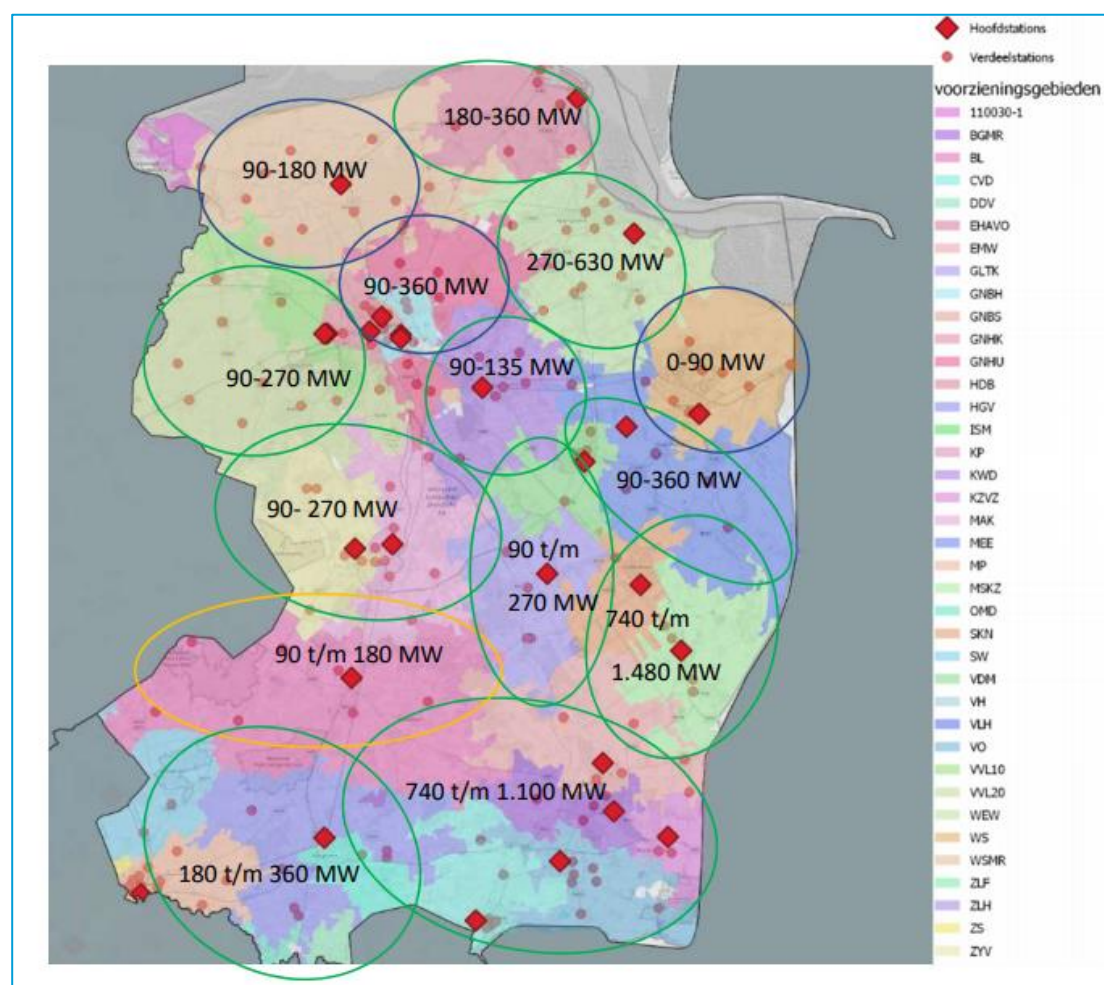 Hoofdstations
Verdeelstations
voorzieningsgebieden
110030-1
BGMR
BL
CVD
DDV
EHAVO
EMW
GLTK
GNBH
GNBS
GNHK
GNHU
HDB
HGV
ISM
KP
KWD
KZVZ
MAK
MEE
MP
MSKZ
OMD
SKN
SW
VDM
VH
VLH
VO
VVL10
VVL20
WEW
WS
WSMR
ZLF
ZLH
ZS
ZYV
180-360 MW
90-180 MW
270-630 MW
90-360 MW
90-135 MW
0-90 MW
90-270 MW
90-360 MW
90- 270 MW
90 t/m
270 MW
740 t/m
1.480 MW
90 t/m 180 MW
740 t/m 1.100 MW
180 t/m 360 MW